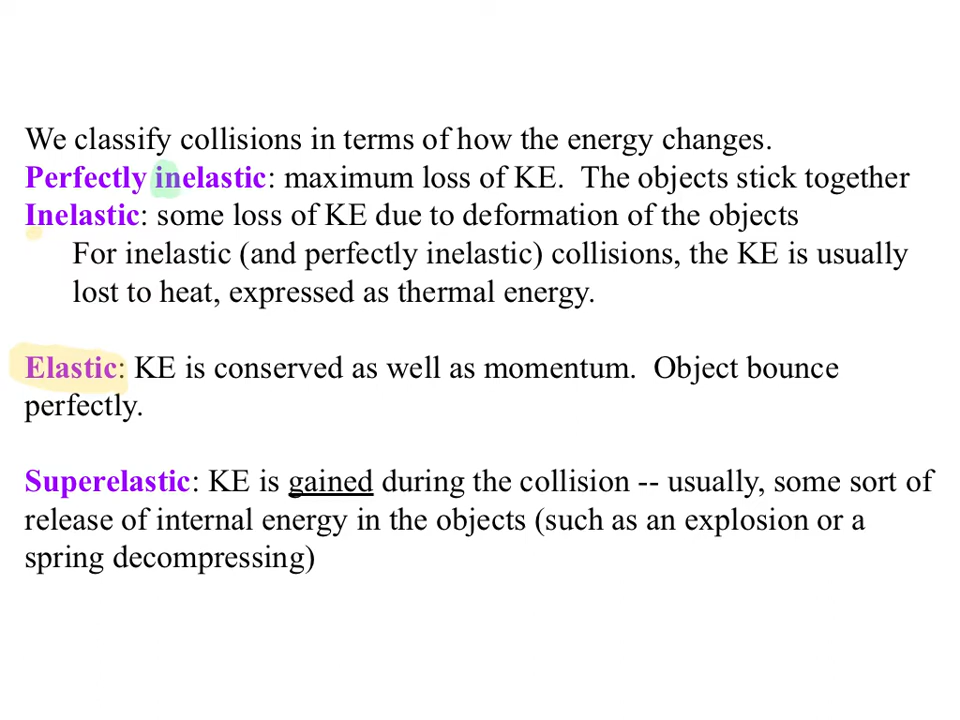 We classify collisions in terms of how the energy changes.
Perfectly inelastic: maximum loss of KE.  The objects stick together
Inelastic: some loss of KE due to deformation of the objects
For inelastic (and perfectly inelastic) collisions, the KE is usually
lost to heat, expressed as thermal energy.
Elastic: KE is conserved as well as momentum.  Object bounce
perfectly.
Superelastic: KE is gained during the collision -- usually, some sort of
release of internal energy in the objects (such as an explosion or a
spring decompressing)